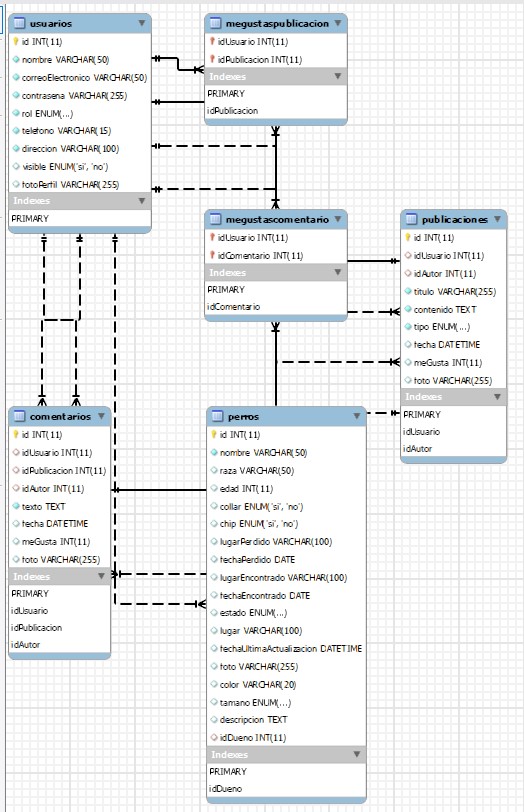 usuarios
id INT(11)
nombre VARCHAR(50)
correoElectronico VARCHAR(50)
contrasena VARCHAR(255)
rol ENUM(...)
telefono VARCHAR(15)
direccion VARCHAR(100)
visible ENUM('si', 'no')
fotoPerfil VARCHAR(255)
Indexes
PRIMARY
megustaspublicacion
idUsuario INT(11)
idPublicacion INT(11)
Indexes
PRIMARY
idPublicacion
megustascomentario
idUsuario INT(11)
idComentario INT(11)
Indexes
PRIMARY
idComentario
publicaciones
id INT(11)
idUsuario INT(11)
idAutor INT(11)
titulo VARCHAR(255)
contenido TEXT
tipo ENUM(...)
fecha DATETIME
meGusta INT(11)
foto VARCHAR(255)
Indexes
PRIMARY
idUsuario
idAutor
comentarios
id INT(11)
idUsuario INT(11)
idPublicacion INT(11)
idAutor INT(11)
texto TEXT
fecha DATETIME
meGusta INT(11)
foto VARCHAR(255)
Indexes
PRIMARY
idUsuario
idPublicacion
idAutor
perros
id INT(11)
nombre VARCHAR(50)
raza VARCHAR(50)
edad INT(11)
collar ENUM('si', 'no')
chip ENUM('si', 'no')
lugarPerdido VARCHAR(100)
fechaPerdido DATE
lugarEncontrado VARCHAR(100)
fechaEncontrado DATE
estado ENUM(...)
lugar VARCHAR(100)
fechaUltimaActualizacion DATETIME
foto VARCHAR(255)
color VARCHAR(20)
tamano ENUM(...)
descripcion TEXT
idDueno INT(11)
Indexes
PRIMARY
idDueno